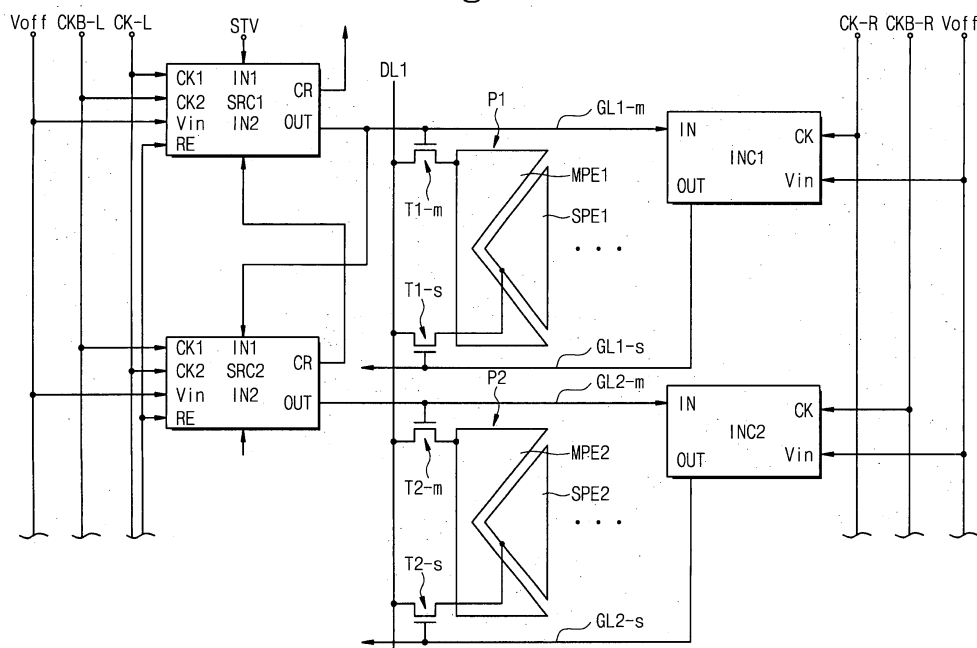 Voff CKB-L CK-L STV CK-R CKB-R Voff
DL1
CK1 IN1 CR
CK2 SRC1
Vin IN2 OUT
RE
P1
GL1-m
IN CK
INC1
OUT Vin
MPE1
T1-m
SPE1
. . .
T1-s
GL1-s
CK1 IN1 CR
CK2 SRC2
Vin IN2 OUT
RE
P2
GL2-m
IN CK
INC2
OUT Vin
MPE2
T2-m
SPE2
. . .
T2-s
GL2-s